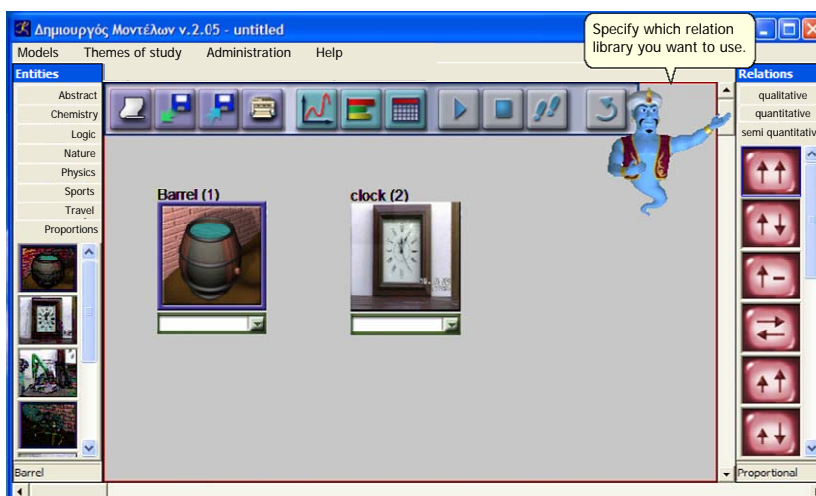 Δημιουργός Μοντέλων v.2.05 - untitled
Specify which relation
library you want to use.
Models Themes of study Administration Help
Entities
Relations
Abstract
Chemistry
Logic
Nature
Physics
Sports
Travel
Proportions
qualitative
quantitative
semi quantitativ
Barrel (1)
clock (2)
Barrel
Proportional